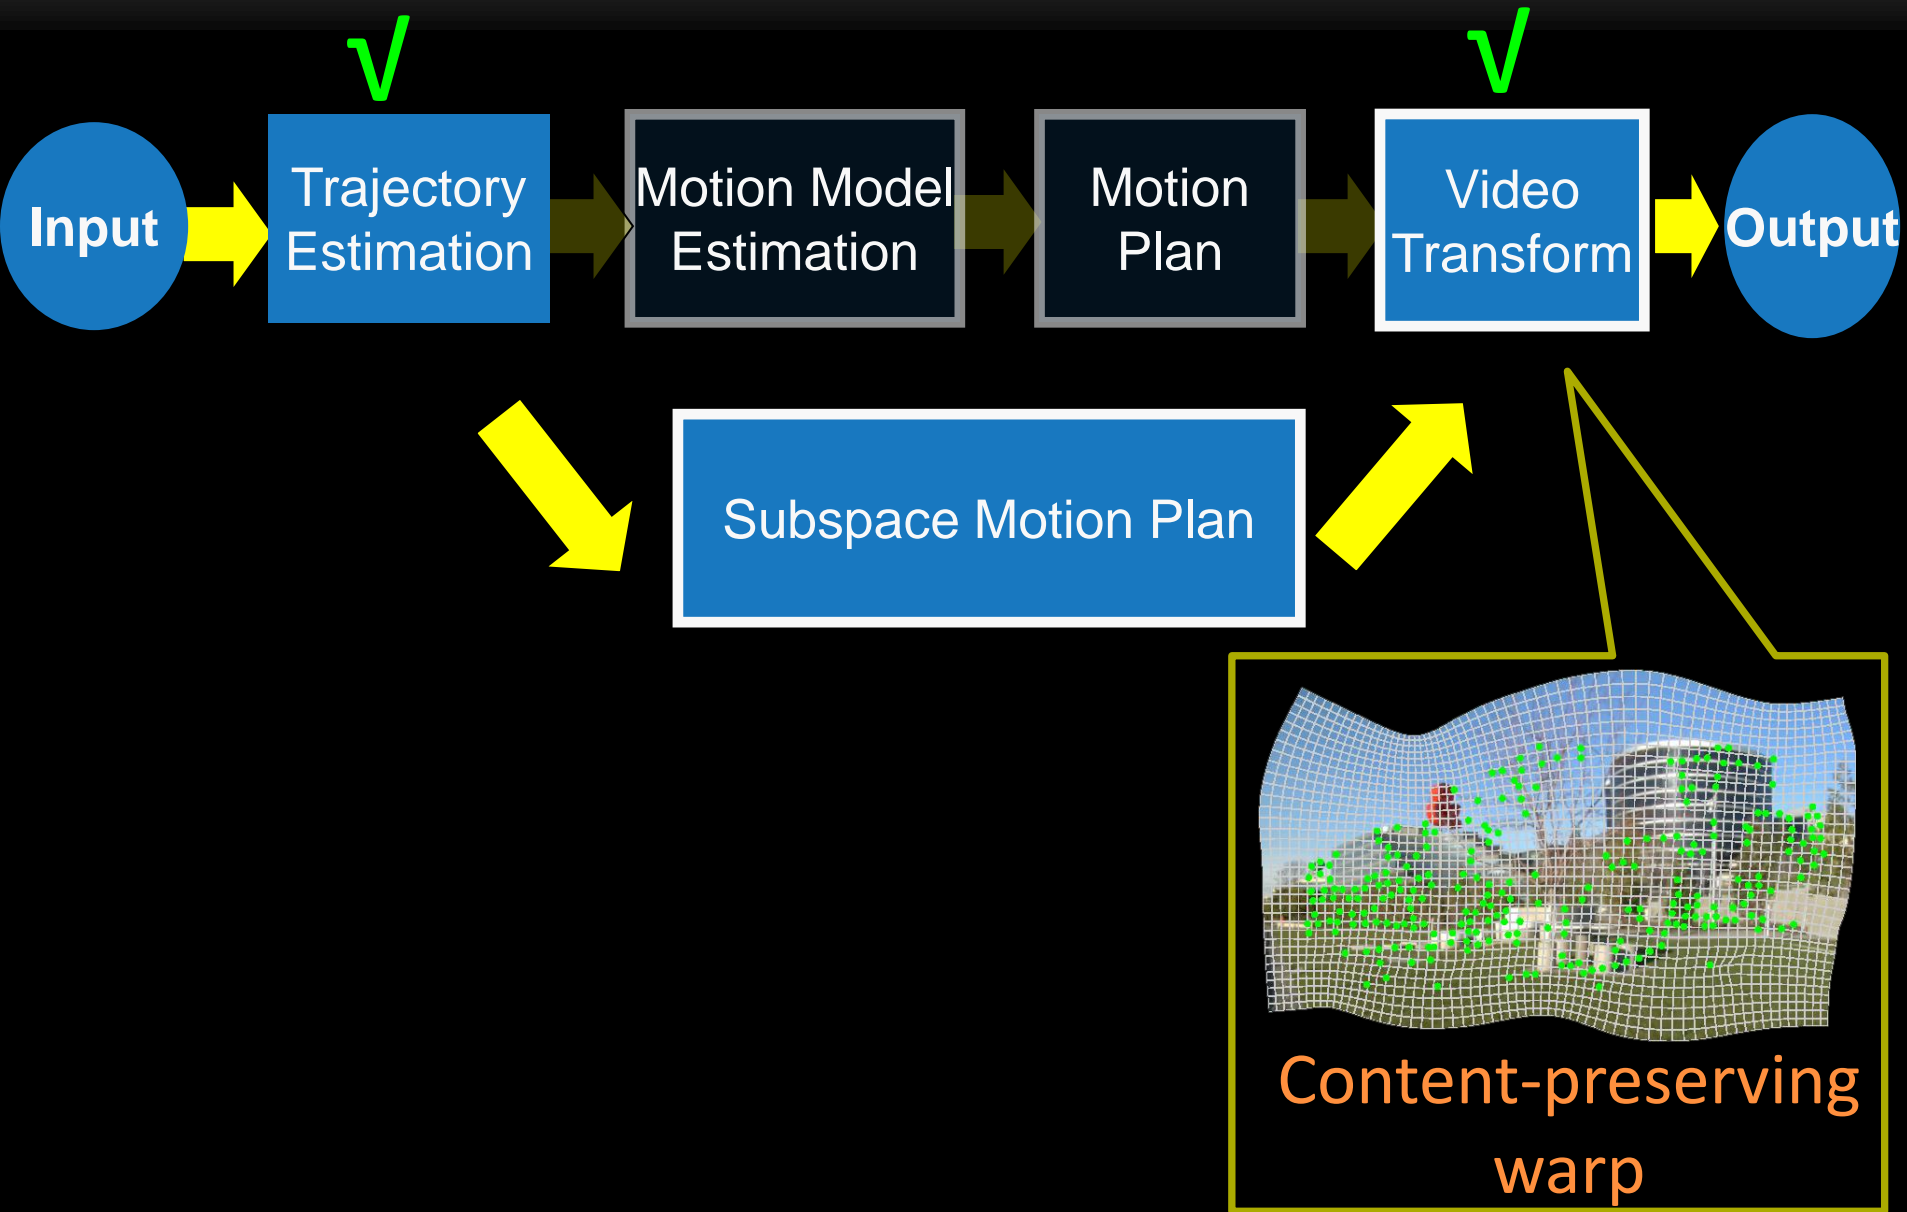 √
√
Input
Trajectory
Estimation
Motion Model
Estimation
Motion
Plan
Video
Transform
Output
Subspace Motion Plan
Content-preserving
warp